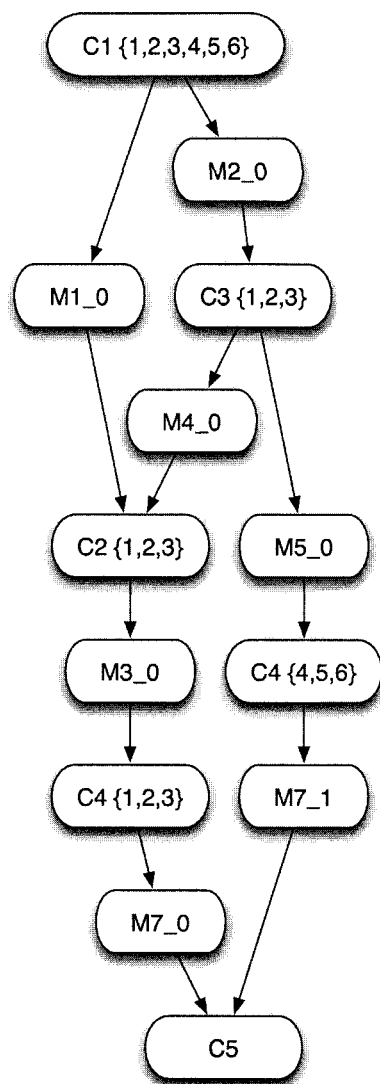 C1 {1,2,3,4,5,6}
M2_0
M1_0
C3 {1,2,3}
M4_0
C2 {1,2,3}
M5_0
M3_0
C4 {4,5,6}
C4 {1,2,3}
M7_1
M7_0
C5